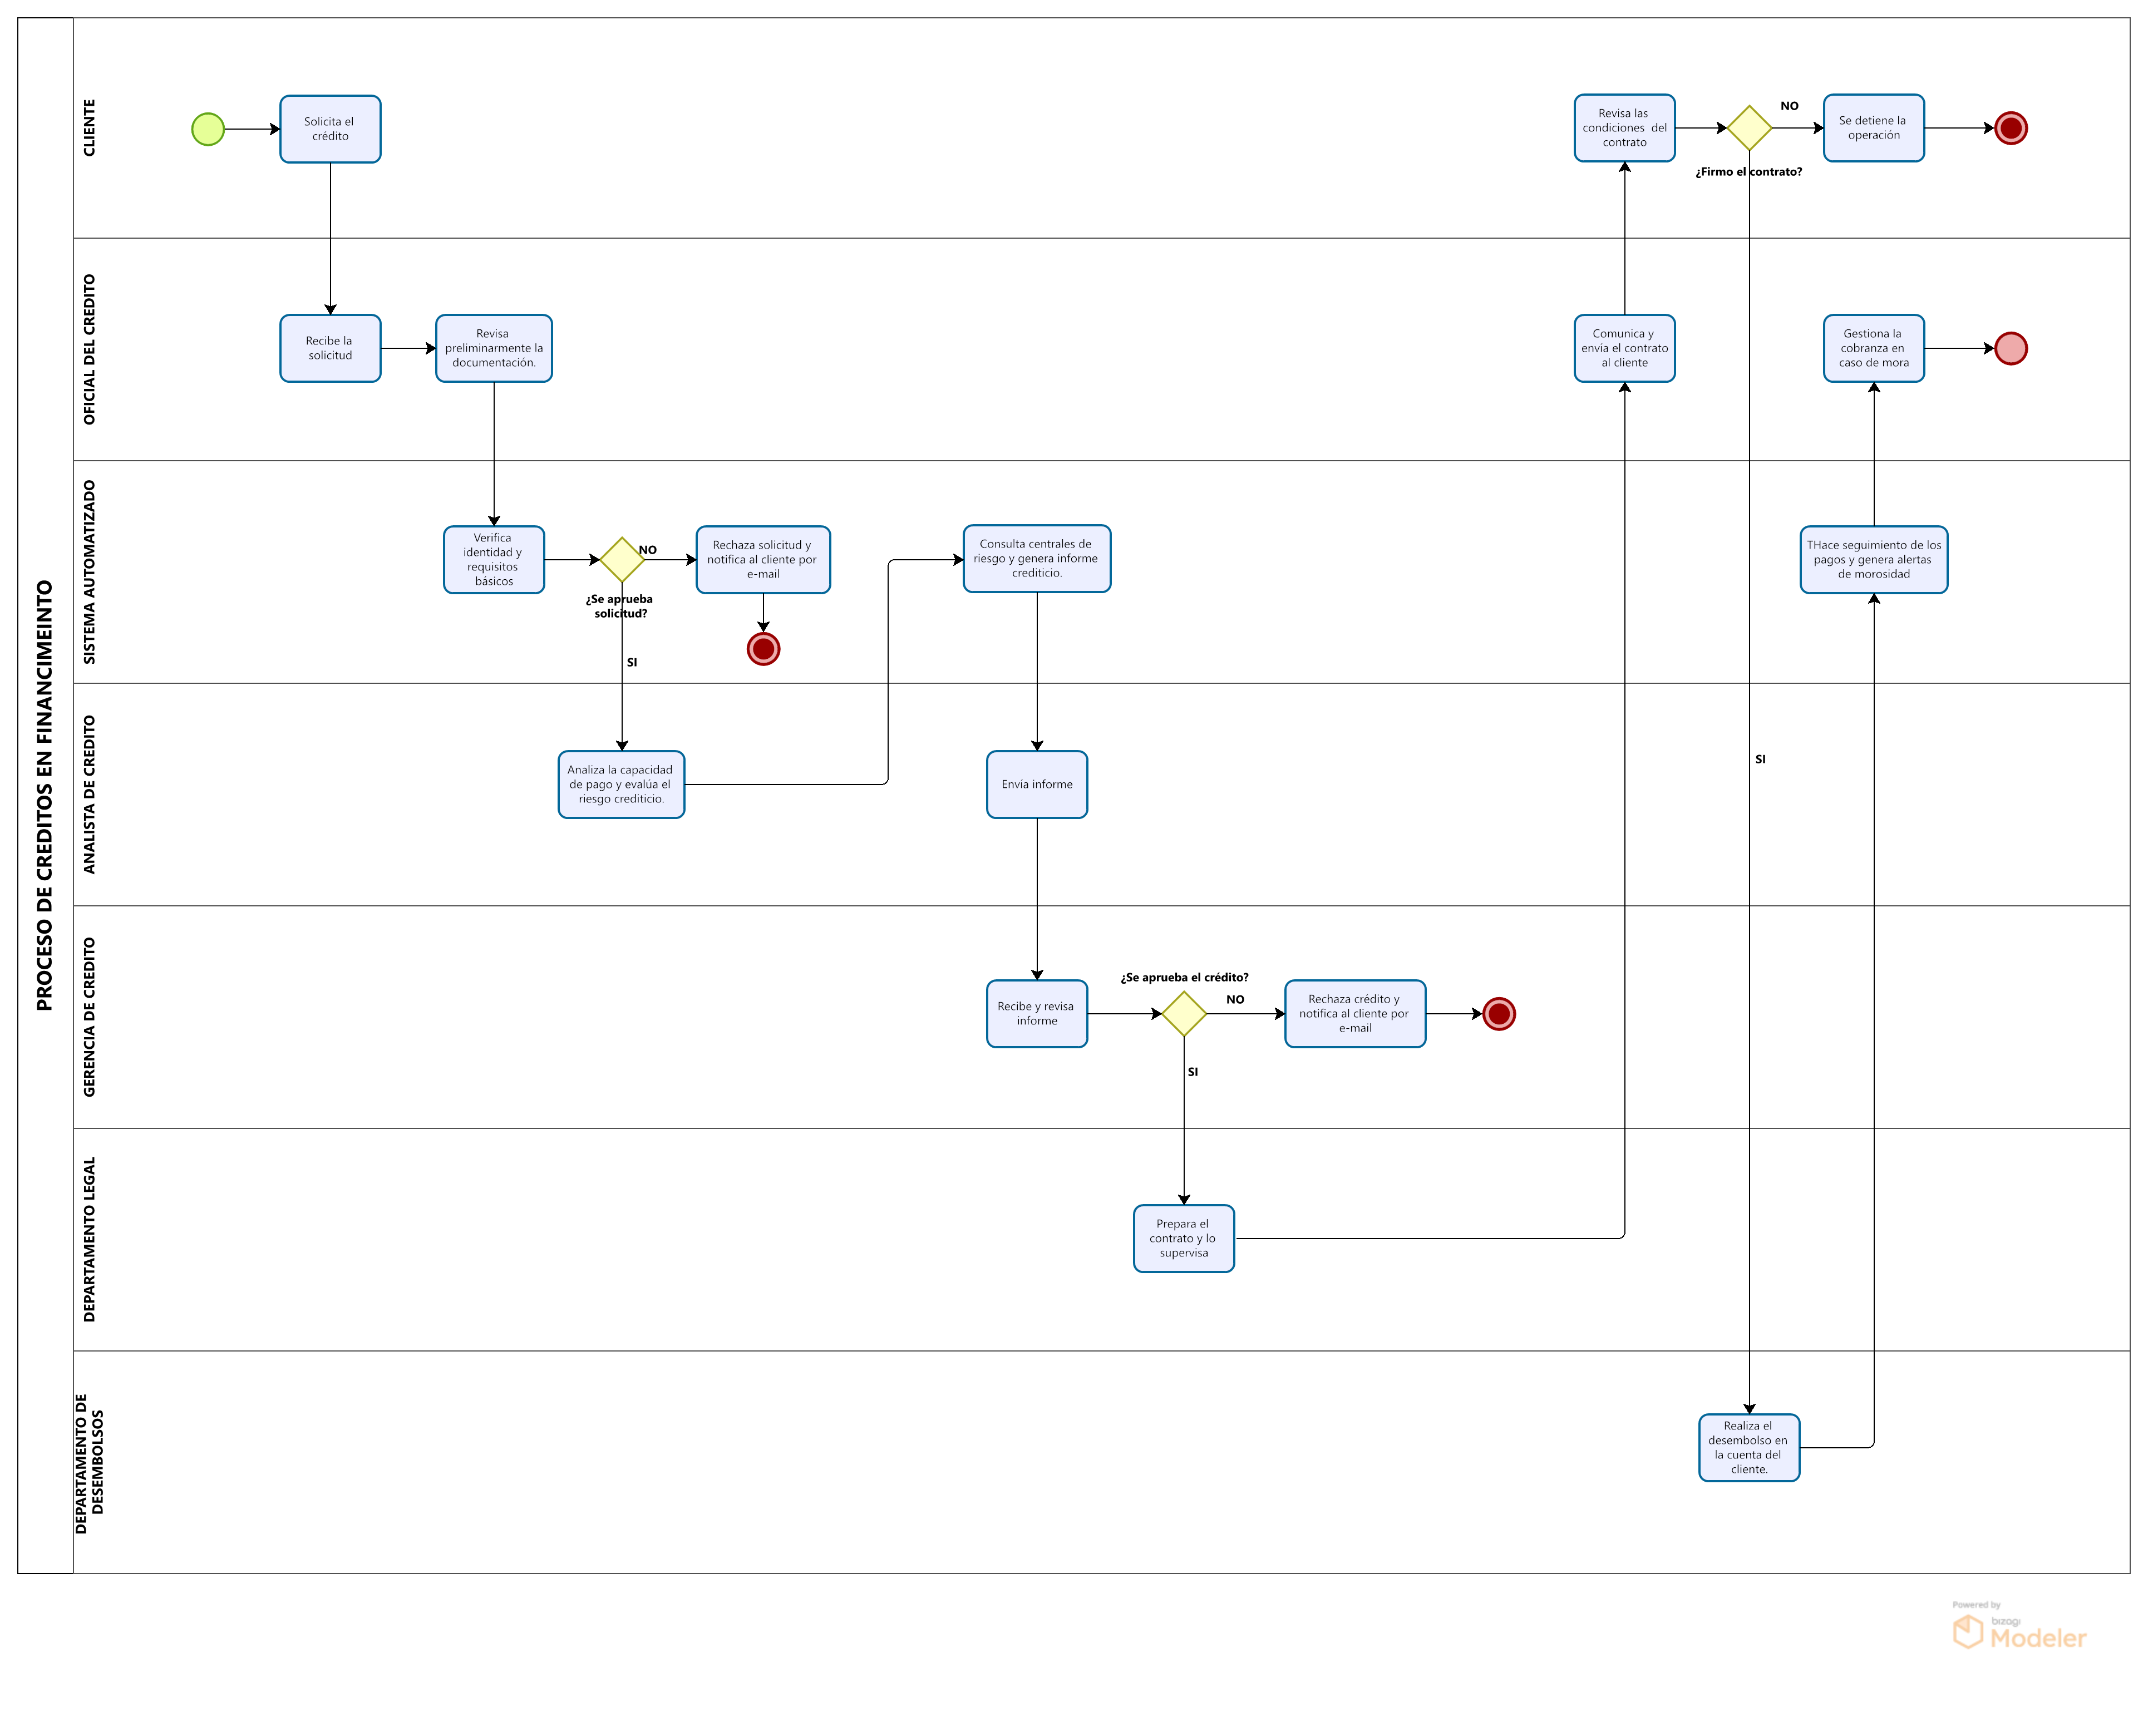 PROCESO DE CREDITOS EN FINANCIMEINTO
CLIENTE
Solicita el
crédito
Revisa las
condiciones del
contrato
¿Firmo el contrato?
NO
Se detiene la
operación
OFICIAL DEL CREDITO
Recibe la
solicitud
Revisa
preliminarmente la
documentación.
Comunica y
envía el contrato
al cliente
Gestiona la
cobranza en
caso de mora
SISTEMA AUTOMATIZADO
Verifica
identidad y
requisitos
básicos
NO
¿Se aprueba
solicitud?
SI
Rechaza solicitud y
notifica al cliente por
e-mail
Consulta centrales de
riesgo y genera informe
crediticio.
THace seguimiento de los
pagos y genera alertas
de morosidad
ANALISTA DE CREDITO
Analiza la capacidad
de pago y evalúa el
riesgo crediticio.
Envía informe
SI
GERENCIA DE CREDITO
Recibe y revisa
informe
¿Se aprueba el crédito?
NO
SI
Rechaza crédito y
notifica al cliente por
e-mail
DEPARTAMENTO LEGAL
Prepara el
contrato y lo
supervisa
DEPARTAMENTO DE
DESEMBOLSOS
Realiza el
desembolso en
la cuenta del
cliente.
Powered by
bizagi
Modeler